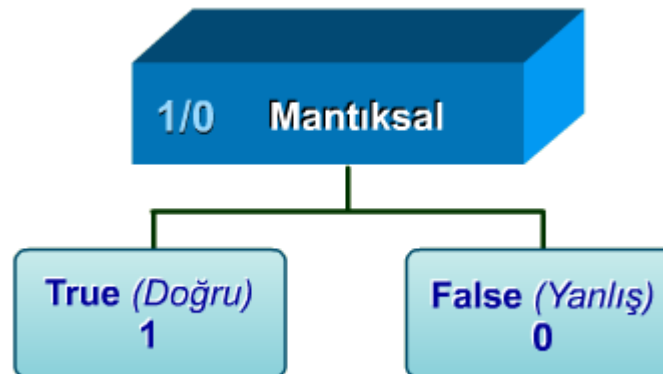 1/0 Mantıksal
True (Doğru)
1
False (Yanlış)
0